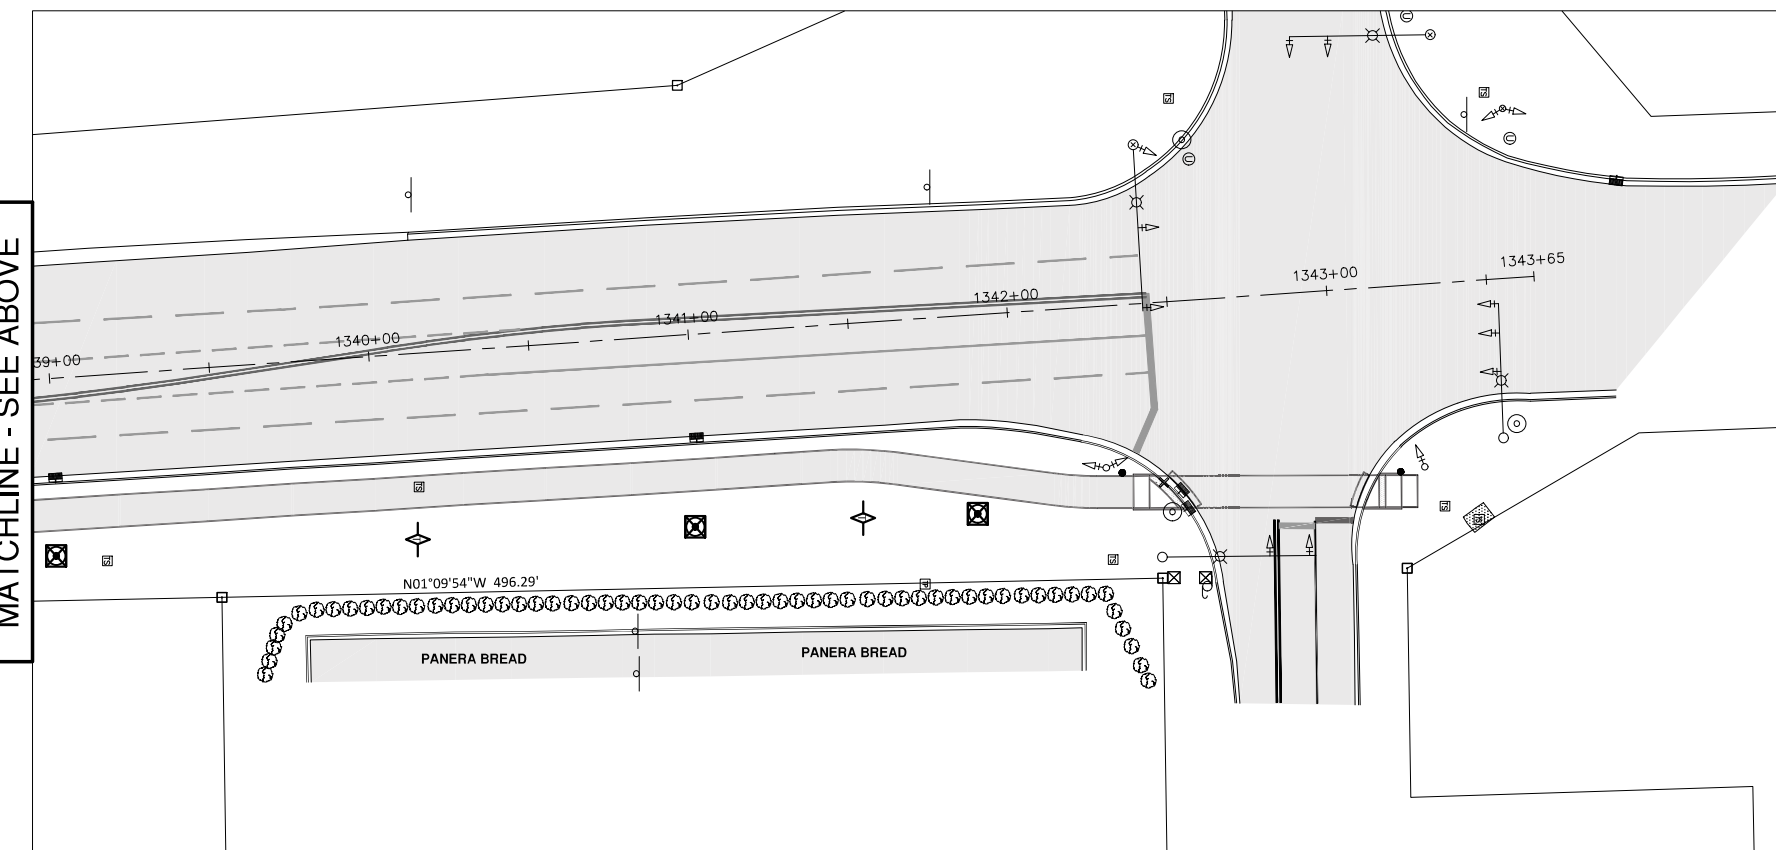 MATCHLINE - SEE ABOVE
39+00
1340+00
1341+00
1342+00
1343+00
1343+65
N01°09'54"W 496.29'
PANERA BREAD
PANERA BREAD